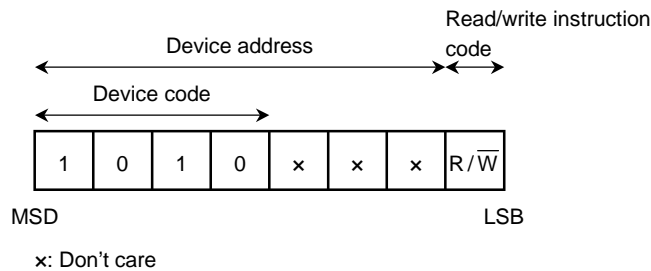 Read/write instruction
code
Device address
Device code
1 0 1 0 × × × R/W̅
MSD LSB
×: Don’t care